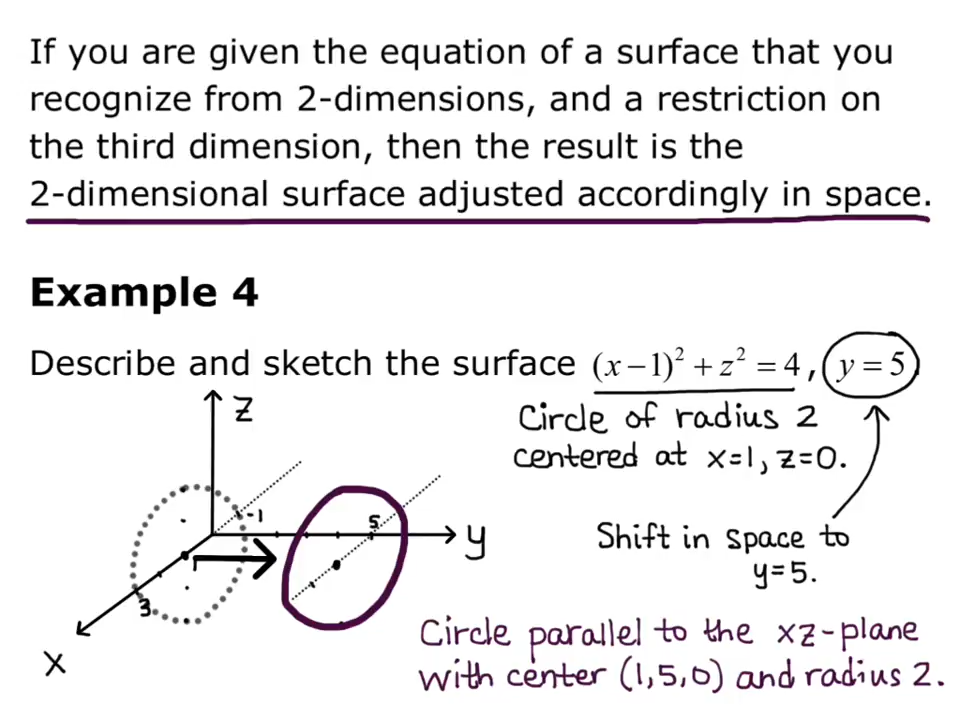 If you are given the equation of a surface that you
recognize from 2-dimensions, and a restriction on
the third dimension, then the result is the
2-dimensional surface adjusted accordingly in space.
Example 4
Describe and sketch the surface (x − 1)² + z² = 4, y = 5
Circle of radius 2
centered at x=1, z=0.
Shift in space to
y=5.
z
-1
5
y
1
3
x
Circle parallel to the xz-plane
with center (1,5,0) and radius 2.